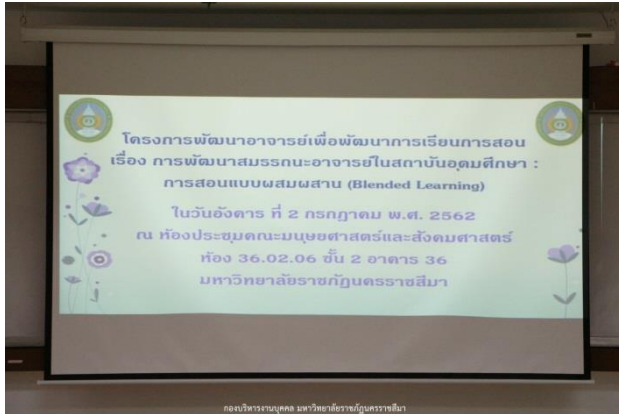 โครงการพัฒนาอาจารย์เพื่อพัฒนาการเรียนการสอน
เรื่อง การพัฒนาสมรรถนะอาจารย์ในสถาบันอุดมศึกษา :
การสอนแบบผสมผสาน (Blended Learning)
ในวันอังคาร ที่ 2 กรกฎาคม พ.ศ. 2562
ณ ห้องประชุมคณะมนุษยศาสตร์และสังคมศาสตร์
ห้อง 36.02.06 ชั้น 2 อาคาร 36
มหาวิทยาลัยราชภัฏนครราชสีมา
กองบริหารงานบุคคล มหาวิทยาลัยราชภัฏนครราชสีมา